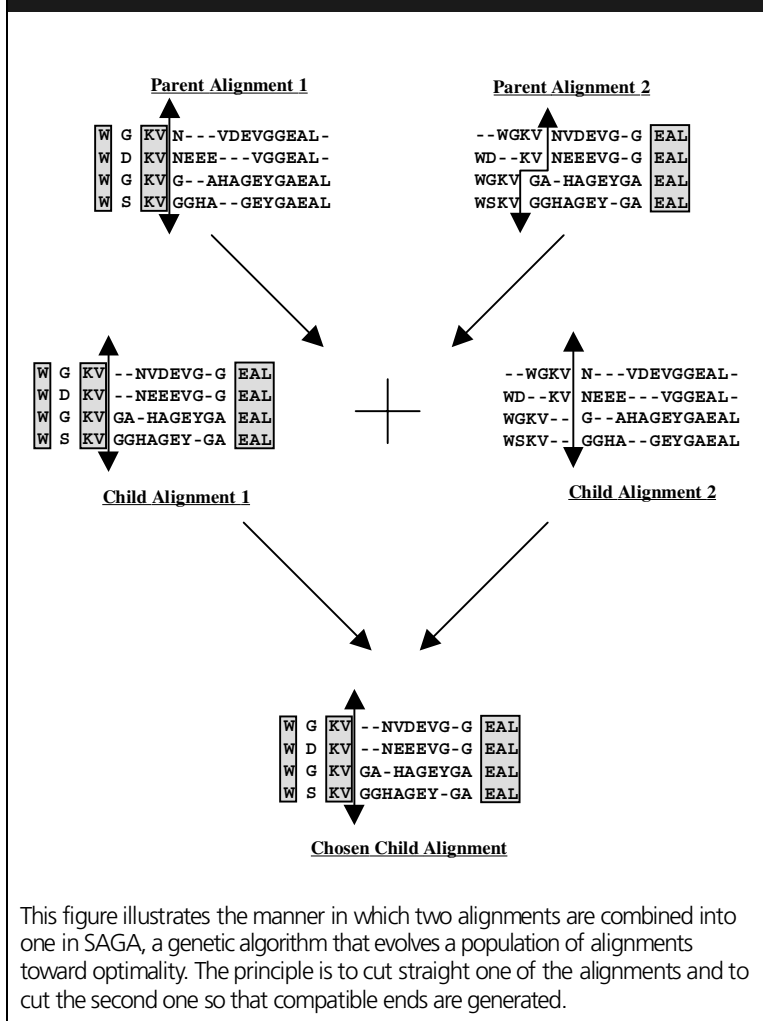 Parent Alignment 1
Parent Alignment 2
W G KV N---VDEVGGEAL-
W D KV NEEE---VGGEAL-
W G KV G--AHAGEYGAEAL
W S KV GGHA--GEYGAEAL
--WGKV NVDEVG-G EAL
WD--KV NEEEVG-G EAL
WGKV GA-HAGEYGA EAL
WSKV GGHAGEY-GA EAL
W G KV --NVDEVG-G EAL
W D KV --NEEEVG-G EAL
W G KV GA-HAGEYGA EAL
W S KV GGHAGEY-GA EAL
Child Alignment 1
--WGKV N---VDEVGGEAL-
WD--KV NEEE---VGGEAL-
WGKV-- G--AHAGEYGAEAL
WSKV-- GGHA--GEYGAEAL
Child Alignment 2
W G KV --NVDEVG-G EAL
W D KV --NEEEVG-G EAL
W G KV GA-HAGEYGA EAL
W S KV GGHAGEY-GA EAL
Chosen Child Alignment
This figure illustrates the manner in which two alignments are combined into
one in SAGA, a genetic algorithm that evolves a population of alignments
toward optimality. The principle is to cut straight one of the alignments and to
cut the second one so that compatible ends are generated.